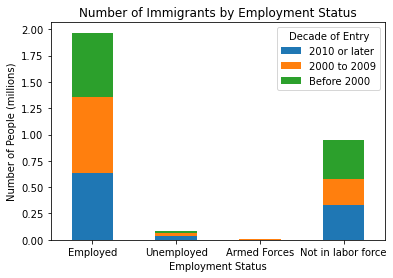 Number of Immigrants by Employment Status
Number of People (millions)
2.00
1.75
1.50
1.25
1.00
0.75
0.50
0.25
0.00
Decade of Entry
2010 or later
2000 to 2009
Before 2000
Employed Unemployed Armed Forces Not in labor force
Employment Status